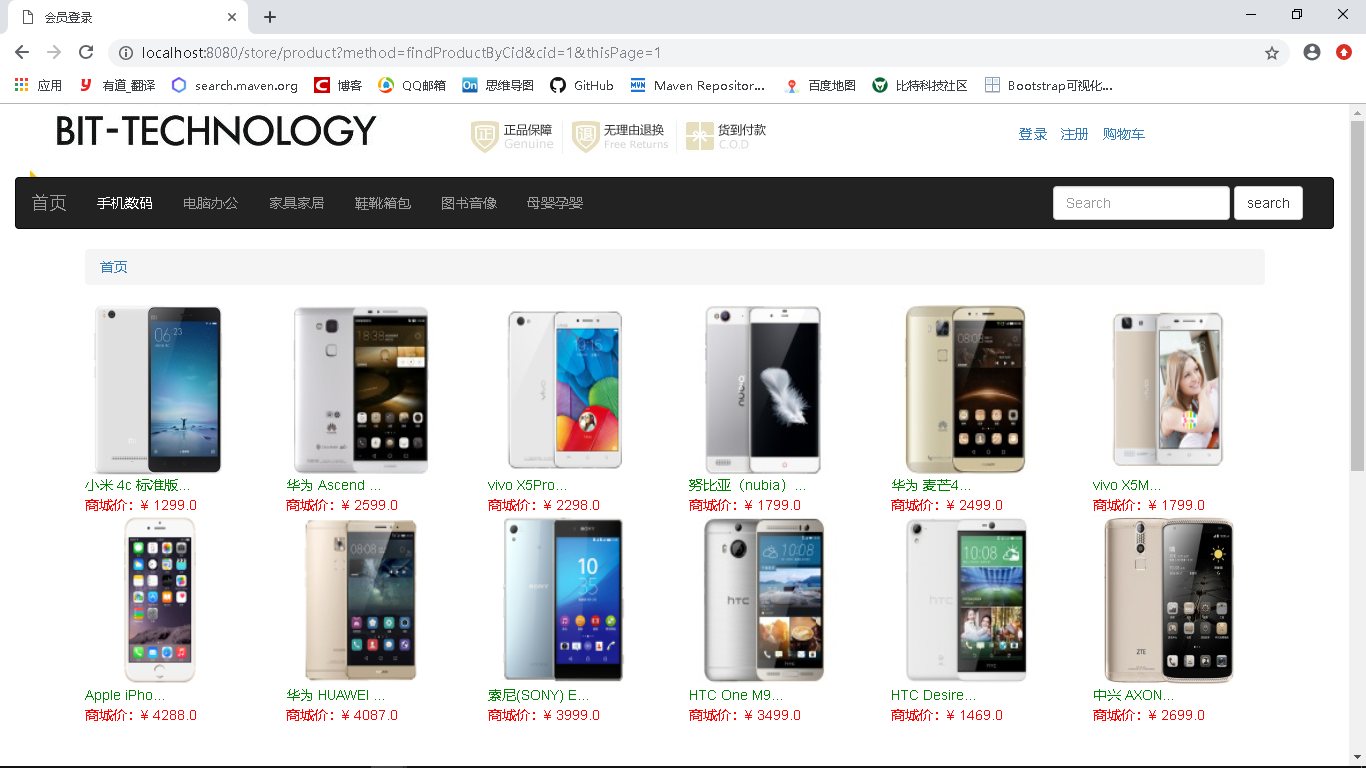 会员登录
localhost:8080/store/product?method=findProductByCid&cid=1&thisPage=1
应用 有道_翻译 search.maven.org 博客 QQ邮箱 On 思维导图 GitHub MVN Maven Repositor... 百度地图 比特科技社区 Bootstrap可视化...
BIT-TECHNOLOGY
正 正品保障 退 无理由退换 货到付款
Genuine Free Returns C.O.D
登录 注册 购物车
首页 手机数码 电脑办公 家具家居 鞋靴箱包 图书音像 母婴孕婴 Search search
首页
小米 4c 标准版... 华为 Ascend ... vivo X5Pro... 努比亚（nubia）... 华为 麦芒4... vivo X5M...
商城价：¥ 1299.0 商城价：¥ 2599.0 商城价：¥ 2298.0 商城价：¥ 1799.0 商城价：¥ 2499.0 商城价：¥ 1799.0
Apple iPho... 华为 HUAWEI ... 索尼(SONY) E... HTC One M9... HTC Desire... 中兴 AXON...
商城价：¥ 4288.0 商城价：¥ 4087.0 商城价：¥ 3999.0 商城价：¥ 3499.0 商城价：¥ 1469.0 商城价：¥ 2699.0